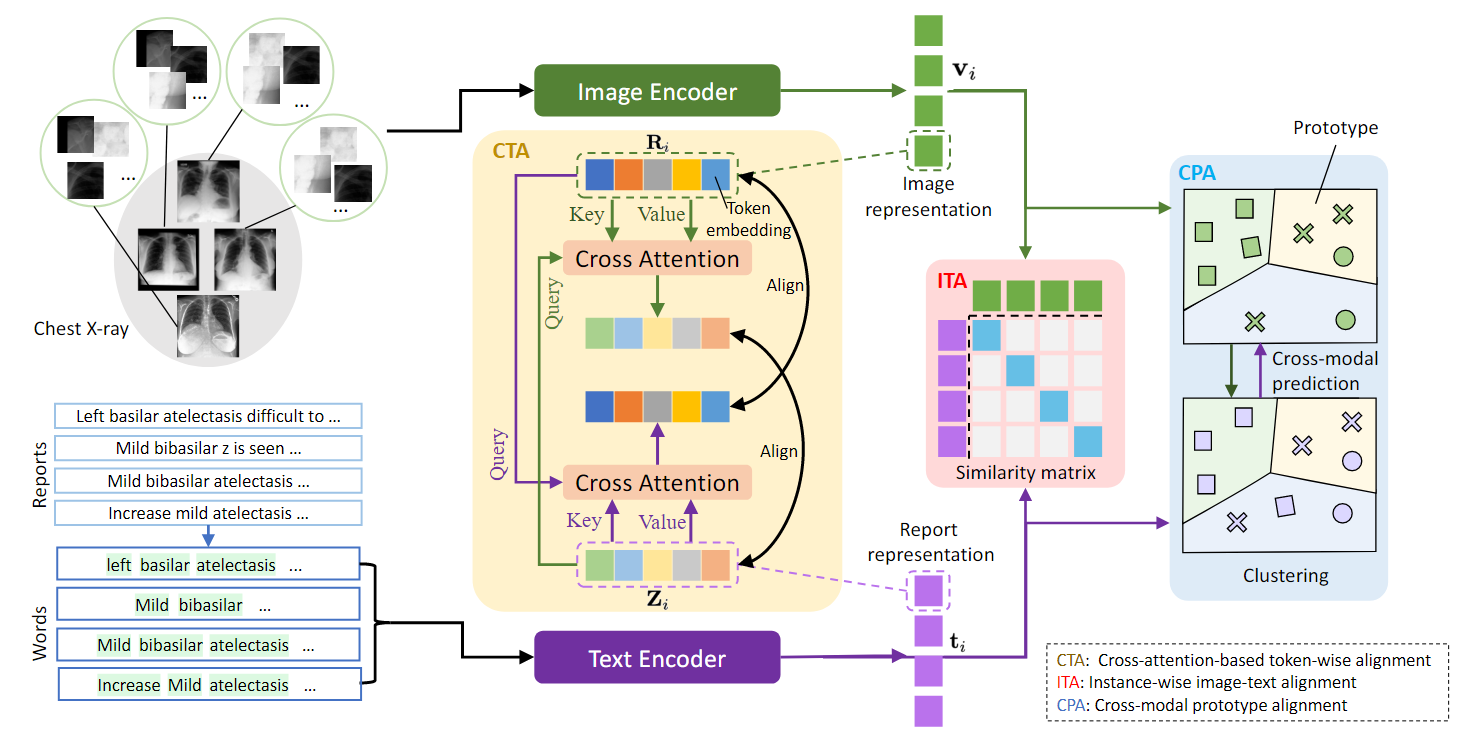 ...
...
...
...
Chest X-ray
Reports
Left basilar atelectasis difficult to ...
Mild bibasilar z is seen ...
Mild bibasilar atelectasis ...
Increase mild atelectasis ...
Words
left basilar atelectasis ...
Mild bibasilar ...
Mild bibasilar atelectasis ...
Increase Mild atelectasis ...
Image Encoder
CTA
R_i
Token
embedding
Key
Value
Cross Attention
Query
Align
Query
Align
Cross Attention
Key
Value
Z_i
Text Encoder
v_i
Image
representation
ITA
Similarity matrix
Report
representation
t_i
Prototype
CPA
Cross-modal
prediction
Clustering
CTA: Cross-attention-based token-wise alignment
ITA: Instance-wise image-text alignment
CPA: Cross-modal prototype alignment